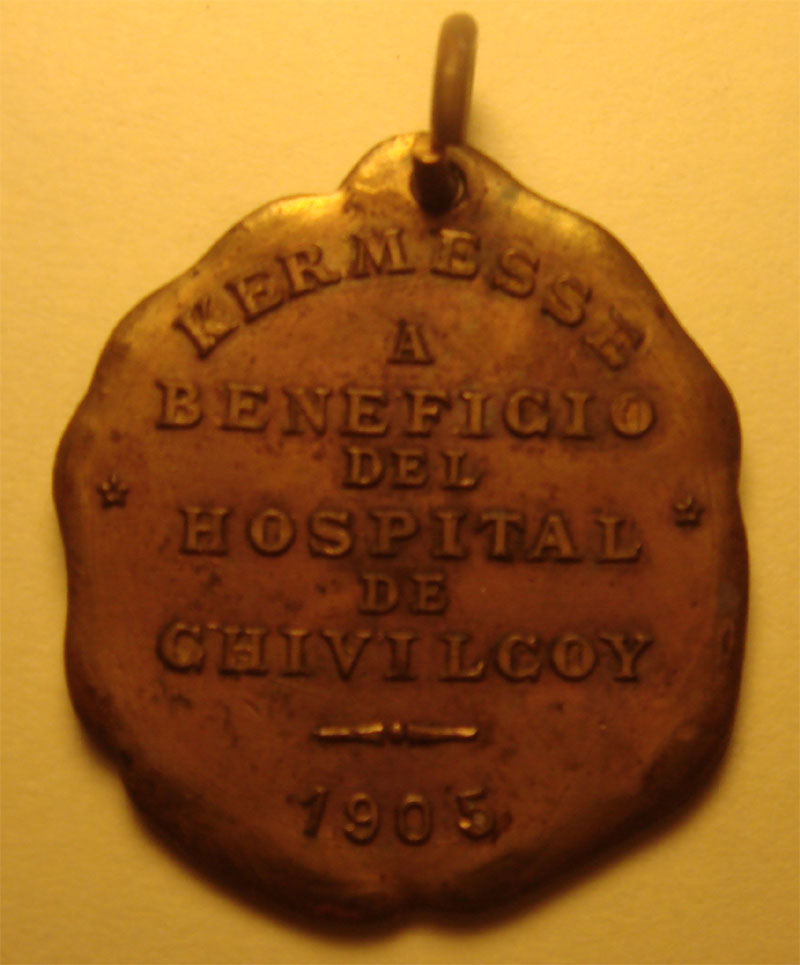 KERMESSE
A
BENEFICIO
DEL
HOSPITAL
DE
CHIVILCOY
1905